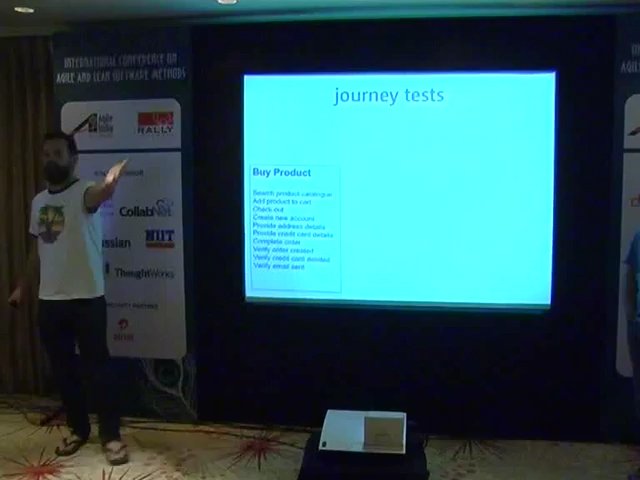 INTERNATIONAL CONFERENCE ON
AGILE AND LEAN SOFTWARE METHODS
RALLY
CollabNet
ssian
NIIT
ThoughtWorks
journey tests
Buy Product
Search product catalogue
Add product to cart
Check out
Create new account
Provide address details
Provide credit card details
Complete order
Verify order created
Verify credit card debited
Verify email sent